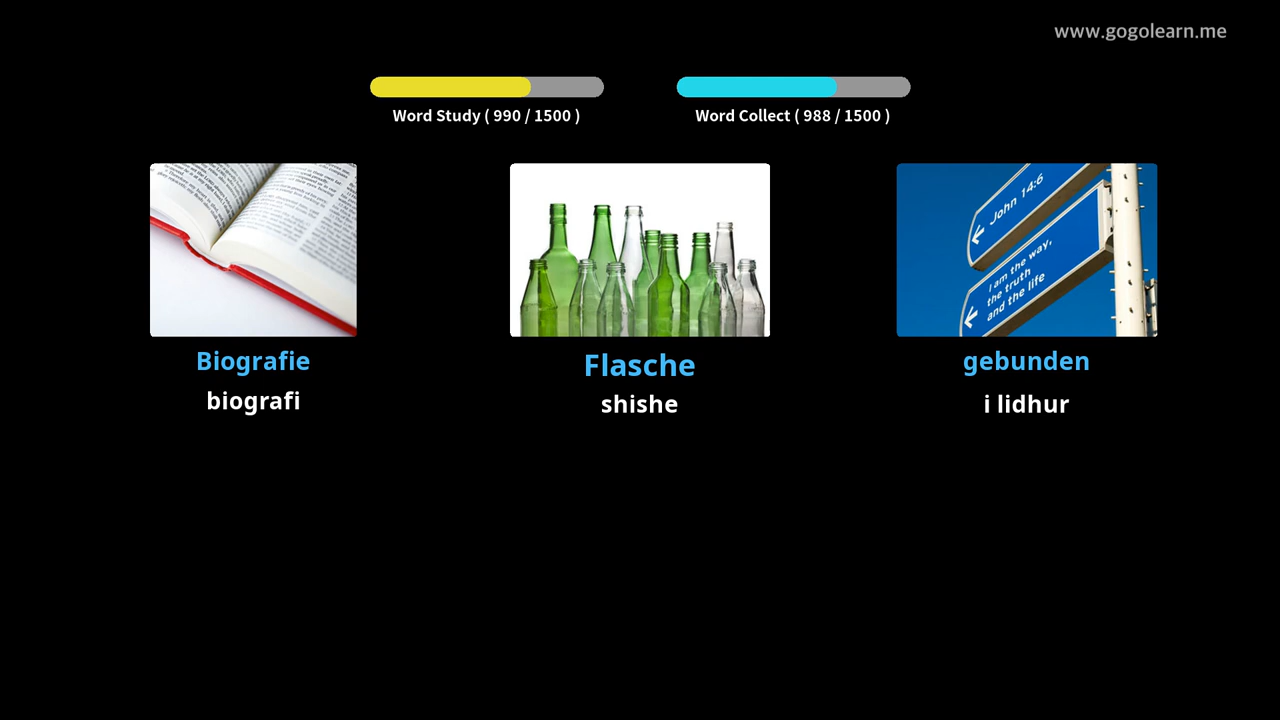 www.gogolearn.me
Word Study ( 990 / 1500 )
Word Collect ( 988 / 1500 )
John 14:6
I am the way,
the truth
and the life
Biografie
Flasche
gebunden
biografi
shishe
i lidhur